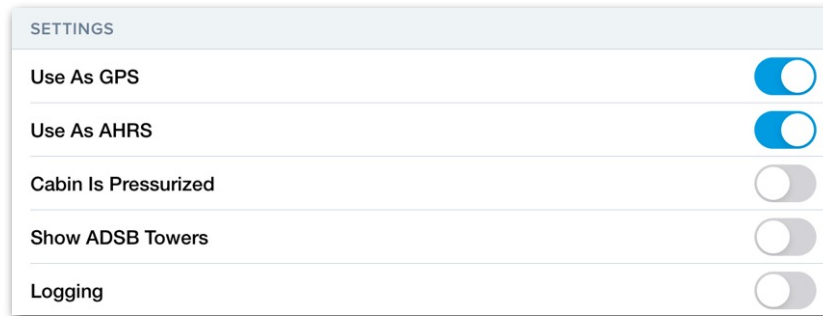 SETTINGS
Use As GPS
Use As AHRS
Cabin Is Pressurized
Show ADSB Towers
Logging